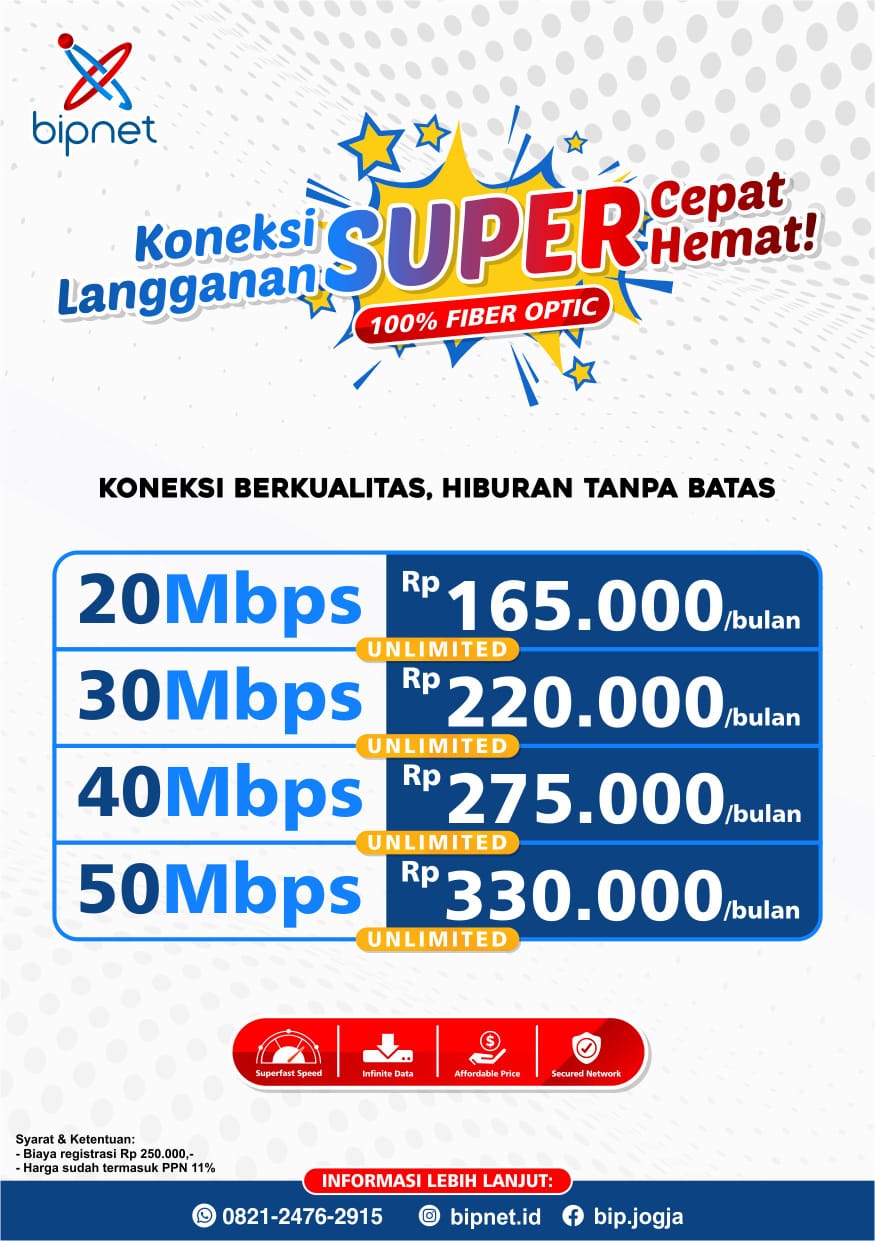 bipnet
Koneksi SUPER Cepat
Langganan Hemat!
100% FIBER OPTIC
KONEKSI BERKUALITAS, HIBURAN TANPA BATAS
20Mbps Rp 165.000/bulan
UNLIMITED
30Mbps Rp 220.000/bulan
UNLIMITED
40Mbps Rp 275.000/bulan
UNLIMITED
50Mbps Rp 330.000/bulan
UNLIMITED
Superfast Speed Infinite Data Affordable Price Secured Network
Syarat & Ketentuan:
- Biaya registrasi Rp 250.000,-
- Harga sudah termasuk PPN 11%
INFORMASI LEBIH LANJUT:
0821-2476-2915 bipnet.id bip.jogja